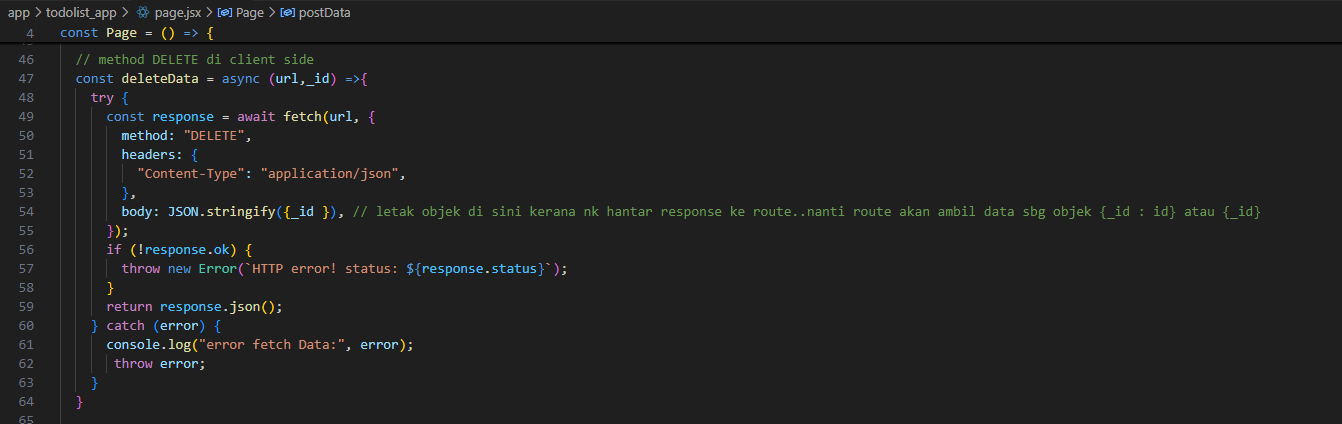 app > todolist_app > page.jsx > Page > postData
4 const Page = () => {
46 // method DELETE di client side
47 const deleteData = async (url,_id) =>{
48 try {
49 const response = await fetch(url, {
50 method: "DELETE",
51 headers: {
52 "Content-Type": "application/json",
53 },
54 body: JSON.stringify({_id }), // letak objek di sini kerana nk hantar response ke route..nanti route akan ambil data sbg objek {_id : id} atau {_id}
55 });
56 if (!response.ok) {
57 throw new Error(`HTTP error! status: ${response.status}`);
58 }
59 return response.json();
60 } catch (error) {
61 console.log("error fetch Data:", error);
62 throw error;
63 }
64 }
65